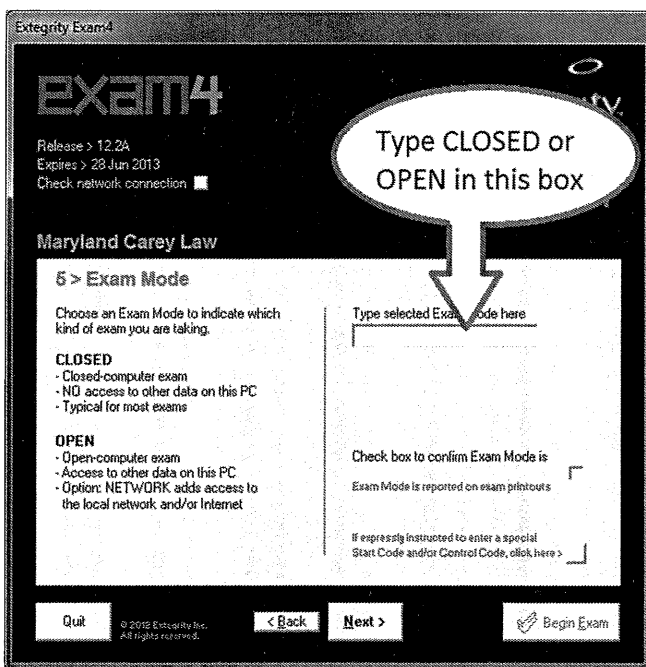 Extegrity Exam4
exam4
Release > 12.2A
Expires > 28 Jun 2013
Check network connection
Type CLOSED or
OPEN in this box
Maryland Carey Law
5 > Exam Mode
Choose an Exam Mode to indicate which
kind of exam you are taking.
CLOSED
- Closed-computer exam
- NO access to other data on this PC
- Typical for most exams
OPEN
- Open-computer exam
- Access to other data on this PC
- Option: NETWORK adds access to
the local network and/or Internet
Type selected Exam Mode here
Check box to confirm Exam Mode is
Exam Mode is reported on exam printouts
If expressly instructed to enter a special
Start Code and/or Control Code, click here >
Quit
© 2012 Extegrity Inc.
All rights reserved.
< Back
Next >
Begin Exam